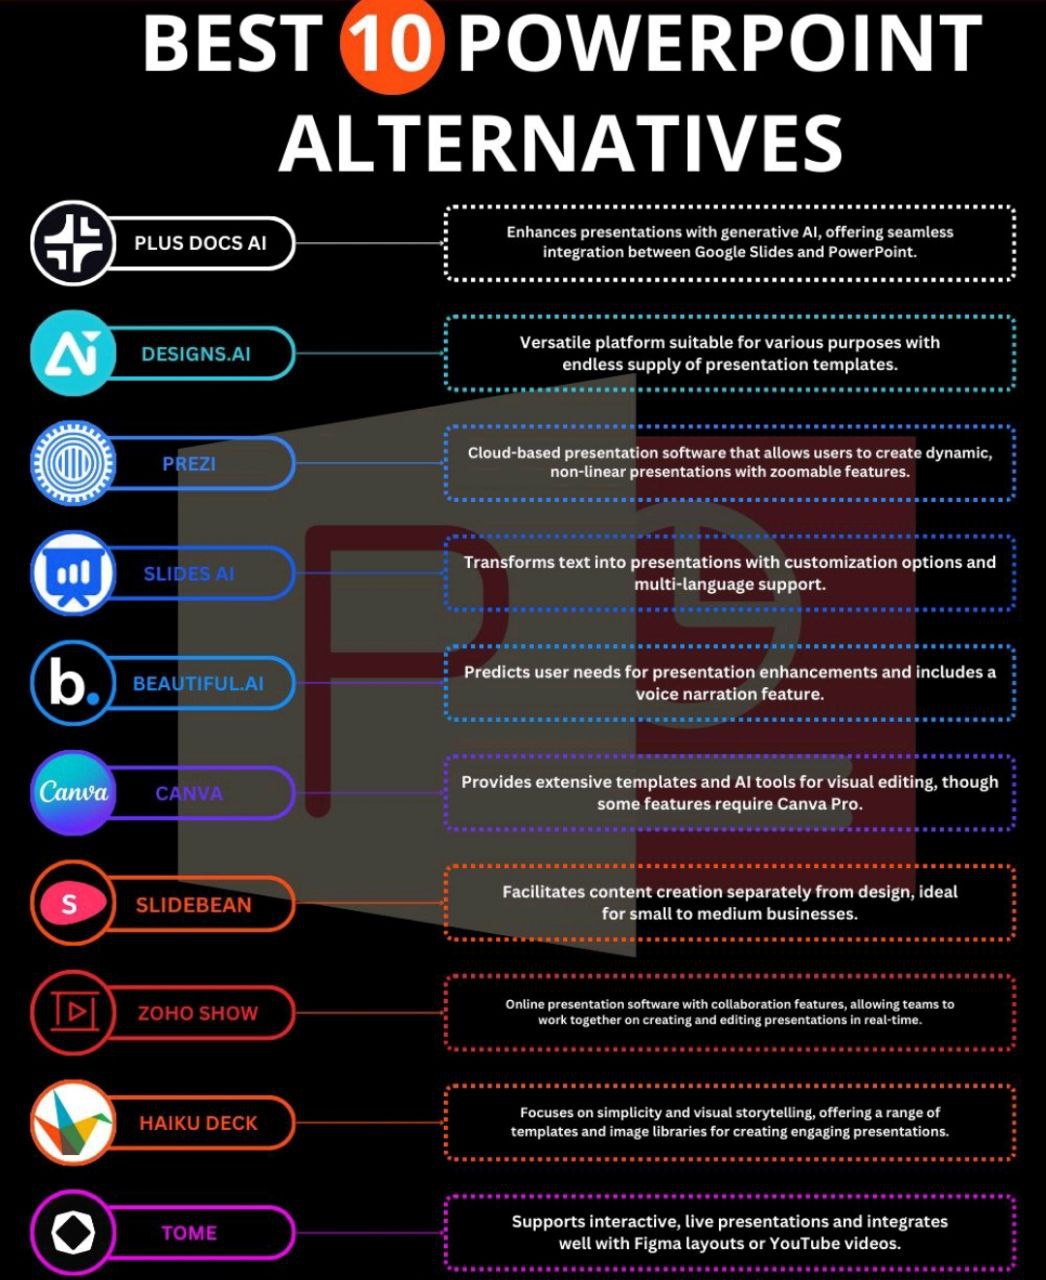 BEST 10 POWERPOINT
ALTERNATIVES
PLUS DOCS AI
Enhances presentations with generative AI, offering seamless
integration between Google Slides and PowerPoint.
DESIGNS.AI
Versatile platform suitable for various purposes with
endless supply of presentation templates.
PREZI
Cloud-based presentation software that allows users to create dynamic,
non-linear presentations with zoomable features.
SLIDES AI
Transforms text into presentations with customization options and
multi-language support.
b.
BEAUTIFUL.AI
Predicts user needs for presentation enhancements and includes a
voice narration feature.
Canva
CANVA
Provides extensive templates and AI tools for visual editing, though
some features require Canva Pro.
S
SLIDEBEAN
Facilitates content creation separately from design, ideal
for small to medium businesses.
ZOHO SHOW
Online presentation software with collaboration features, allowing teams to
work together on creating and editing presentations in real-time.
HAIKU DECK
Focuses on simplicity and visual storytelling, offering a range of
templates and image libraries for creating engaging presentations.
TOME
Supports interactive, live presentations and integrates
well with Figma layouts or YouTube videos.